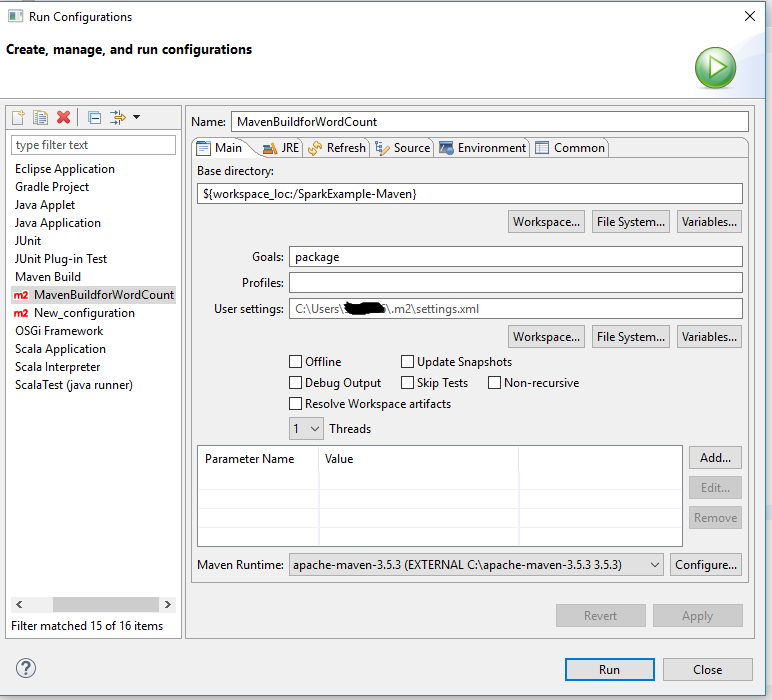 Run Configurations
Create, manage, and run configurations
type filter text
Eclipse Application
Gradle Project
Java Applet
Java Application
JUnit
JUnit Plug-in Test
Maven Build
m2 MavenBuildforWordCount
m2 New_configuration
OSGi Framework
Scala Application
Scala Interpreter
ScalaTest (java runner)
Filter matched 15 of 16 items
Name: MavenBuildforWordCount
Main JRE Refresh Source Environment Common
Base directory:
${workspace_loc:/SparkExample-Maven}
Workspace... File System... Variables...
Goals: package
Profiles:
User settings: C:\Users\ \.m2\settings.xml
Workspace... File System... Variables...
Offline Update Snapshots
Debug Output Skip Tests Non-recursive
Resolve Workspace artifacts
1 Threads
Parameter Name Value
Add...
Edit...
Remove
Maven Runtime: apache-maven-3.5.3 (EXTERNAL C:\apache-maven-3.5.3 3.5.3) Configure...
Revert Apply
? Run Close